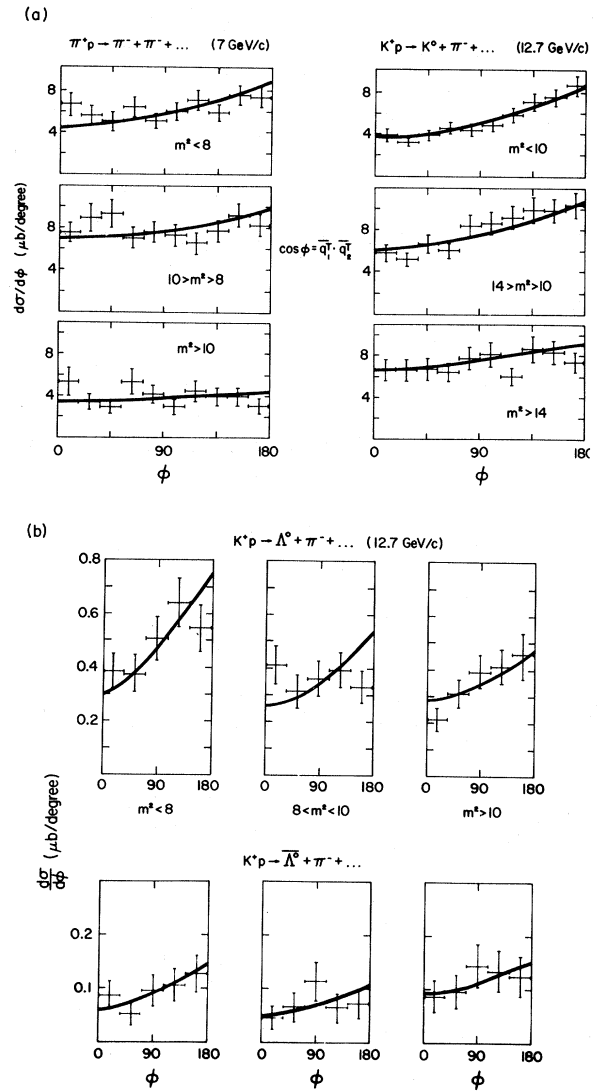 (a)
π⁺p → π⁻ + π⁻ + ... (7 GeV/c)
K⁺p → K⁰ + π⁻ + ... (12.7 GeV/c)
8
4
m² < 8
8
4
m² < 10
8
4
10 > m² > 8
cos φ = q₁ᵀ · q₂ᵀ
8
4
14 > m² > 10
dσ/dφ (μb/degree)
8
4
m² > 10
8
4
m² > 14
0 90 180
φ
0 90 180
φ
(b)
K⁺p → Λ⁰ + π⁻ + ... (12.7 GeV/c)
0.8
0.6
0.4
0.2
0 90 180
m² < 8
0 90 180
8 < m² < 10
0 90 180
m² > 10
dσ/dφ (μb/degree)
K⁺p → Λ̅⁰ + π⁻ + ...
0.2
0.1
0 90 180
φ
0 90 180
φ
0 90 180
φ